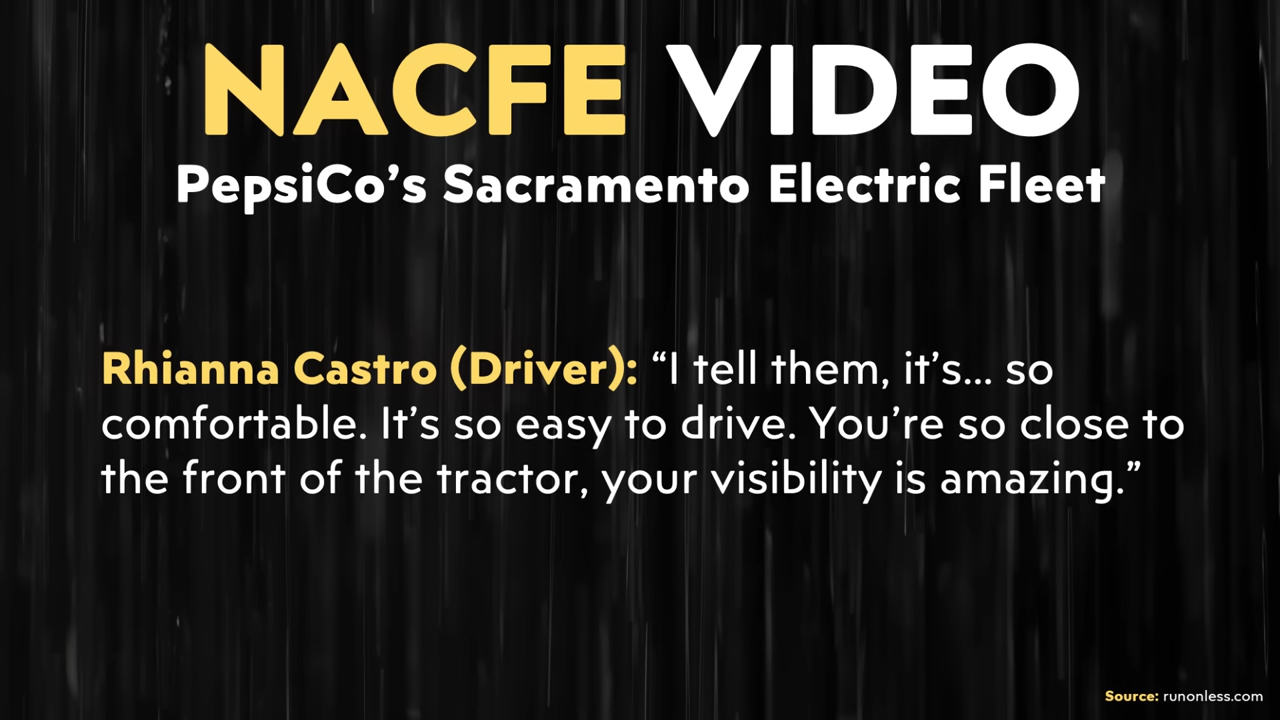 NACFE VIDEO
PepsiCo’s Sacramento Electric Fleet
Rhianna Castro (Driver): “I tell them, it’s... so
comfortable. It’s so easy to drive. You’re so close to
the front of the tractor, your visibility is amazing.”
Source: runonless.com